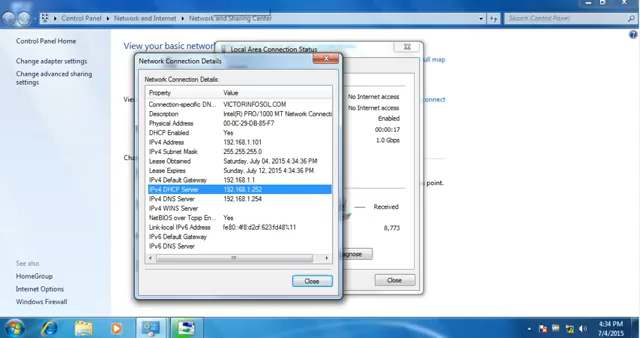 Control Panel ▸ Network and Internet ▸ Network and Sharing Center
Search Control Panel
Control Panel Home
Change adapter settings
Change advanced sharing
settings
View your basic networ
Local Area Connection Status
full map
Network Connection Details
Network Connection Details:
Property Value
Connection-specific DN... VICTORINFOSOL.COM
Description Intel(R) PRO/1000 MT Network Connecti
Physical Address 00-0C-29-DB-85-F7
DHCP Enabled Yes
IPv4 Address 192.168.1.101
IPv4 Subnet Mask 255.255.255.0
Lease Obtained Saturday, July 04, 2015 4:34:36 PM
Lease Expires Sunday, July 12, 2015 4:34:36 PM
IPv4 Default Gateway 192.168.1.1
IPv4 DHCP Server 192.168.1.252
IPv4 DNS Server 192.168.1.254
IPv4 WINS Server
NetBIOS over Tcpip En... Yes
Link-local IPv6 Address fe80::4f8:d2cf:623f:d48%11
IPv6 Default Gateway
IPv6 DNS Server
Close
No Internet access
No Internet access
Enabled
00:00:17
1.0 Gbps
onnect
point.
Received
8,773
agnose
Close
See also
HomeGroup
Internet Options
Windows Firewall
4:34 PM
7/4/2015